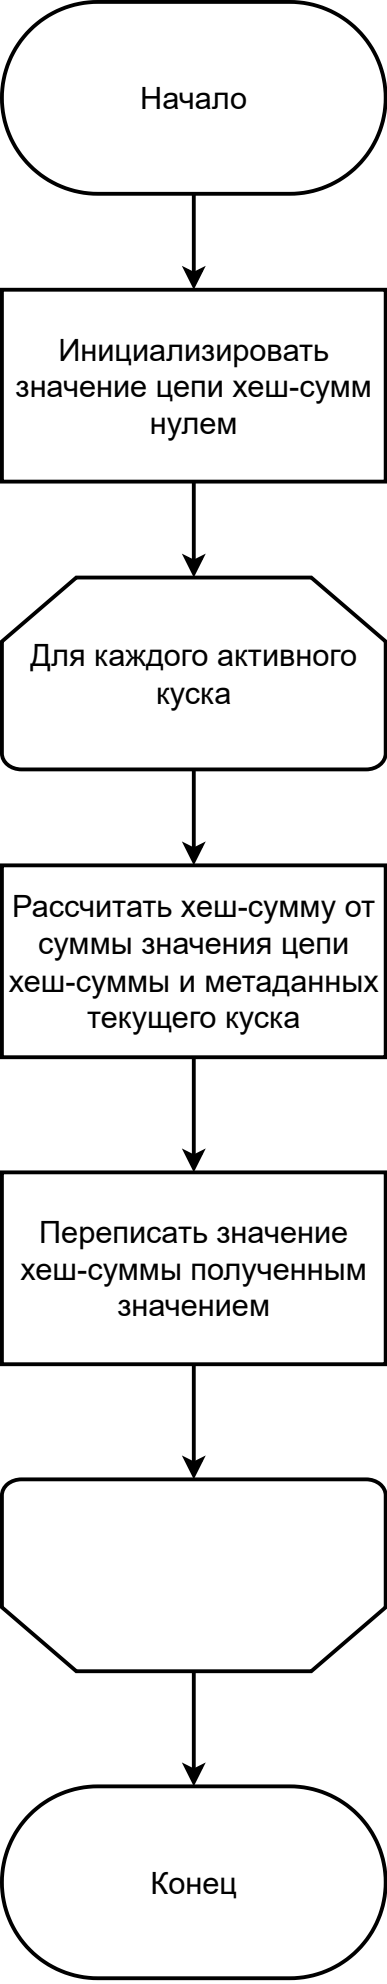 Начало
Инициализировать
значение цепи хеш-сумм
нулем
Для каждого активного
куска
Рассчитать хеш-сумму от
суммы значения цепи
хеш-суммы и метаданных
текущего куска
Переписать значение
хеш-суммы полученным
значением
Конец